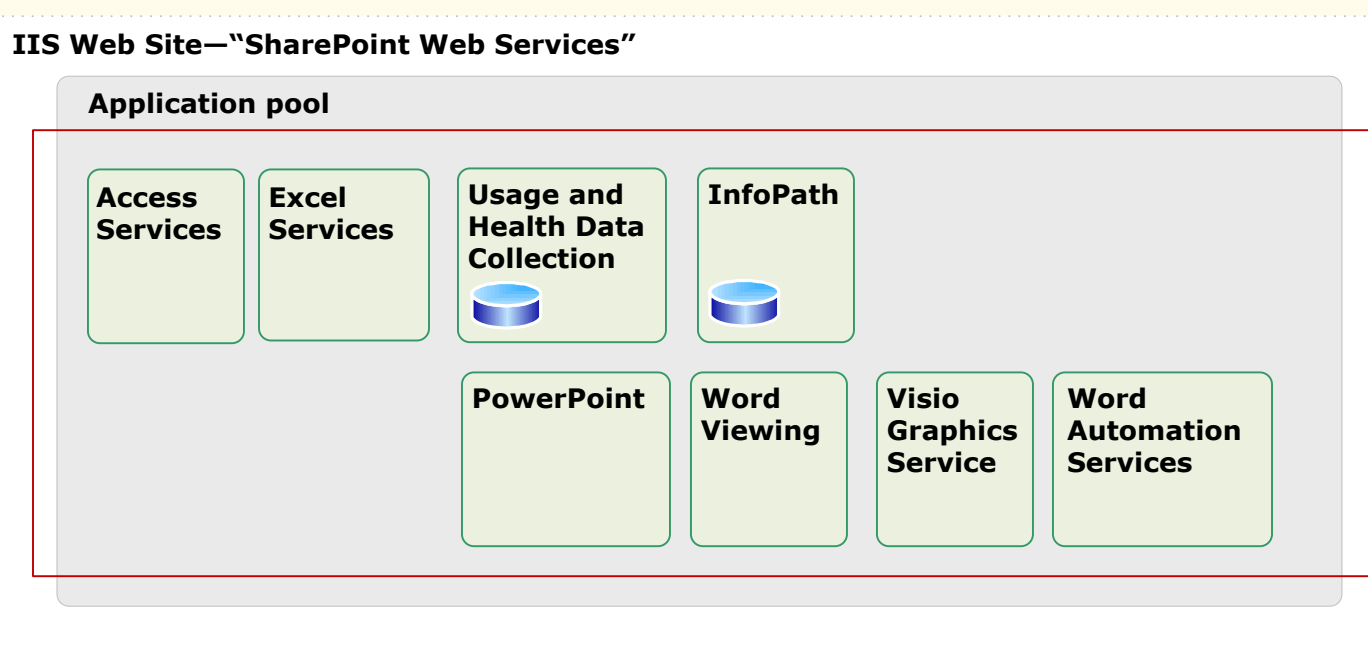 IIS Web Site—“SharePoint Web Services”
Application pool
Access
Services
Excel
Services
Usage and
Health Data
Collection
InfoPath
PowerPoint
Word
Viewing
Visio
Graphics
Service
Word
Automation
Services